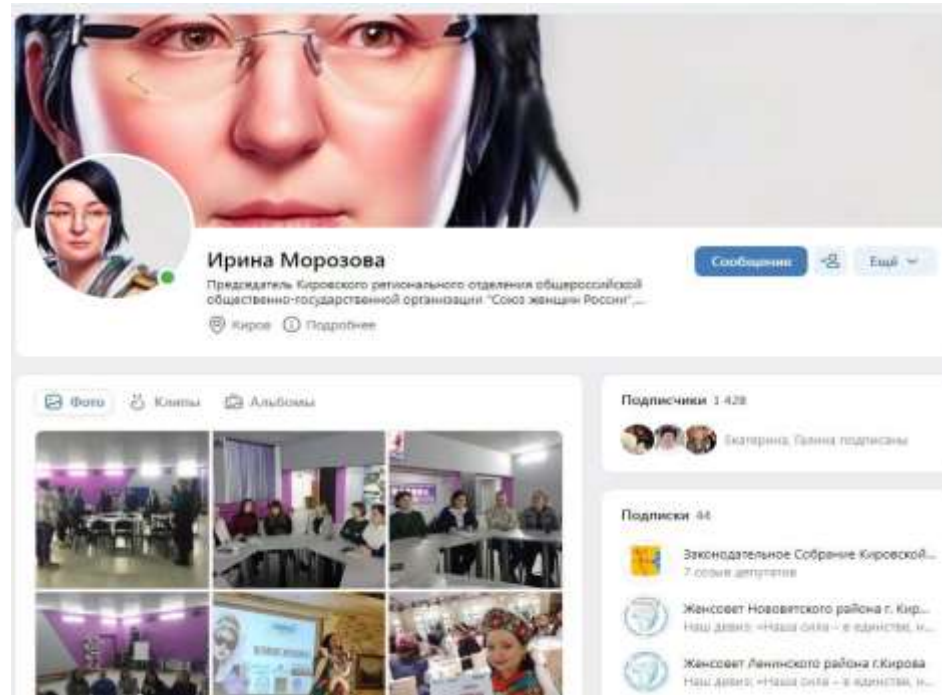 Ирина Морозова
Председатель Кировского регионального отделения общероссийской
общественно-государственной организации "Союз женщин России",...
Киров Подробнее
Сообщение
Ещё
Фото Клипы Альбомы
Подписчики 1 428
Екатерина, Галина подписаны
Подписки 44
Законодательное Собрание Кировской...
7 созыв депутатов
Женсовет Нововятского района г. Кир...
Наш девиз: «Наша сила – в единстве, н...
Женсовет Ленинского района г.Кирова
Наш девиз: «Наша сила – в единстве, н...